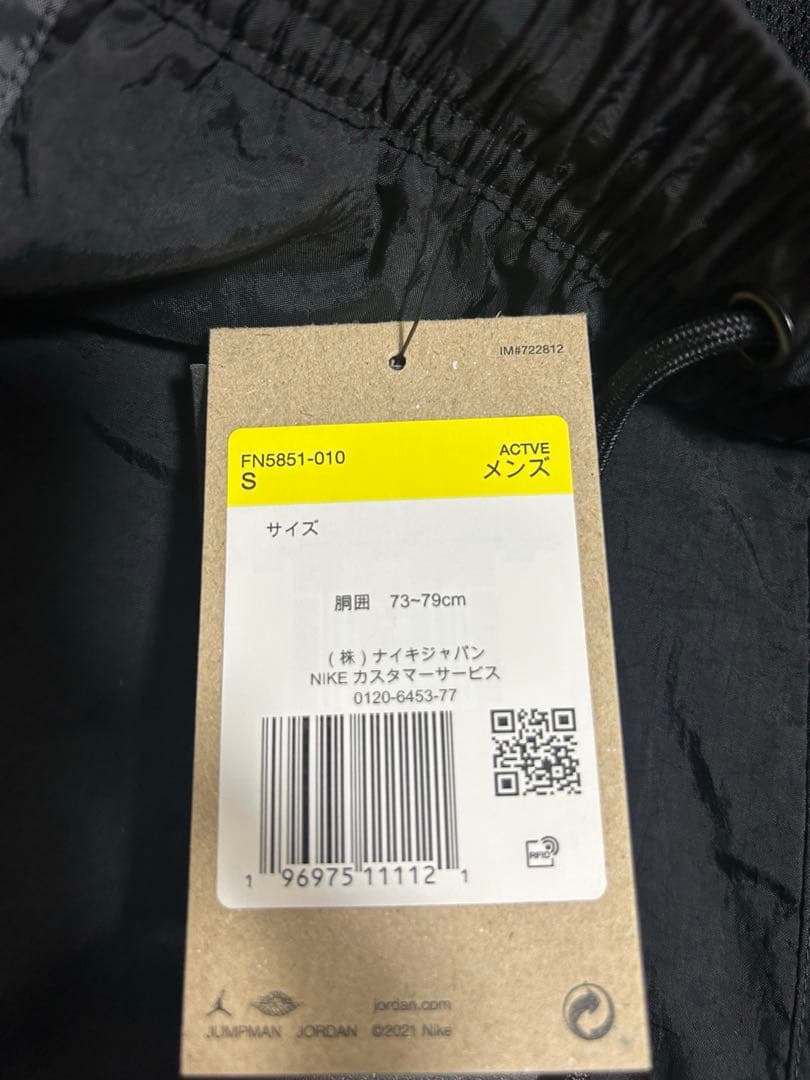 IM#722812
FN5851-010
S
ACTVE
メンズ
サイズ
胴囲 73~79cm
(株)ナイキジャパン
NIKE カスタマーサービス
0120-6453-77
1 96975 11112 1
RFID
jordan.com
JUMPMAN JORDAN ©2021 Nike